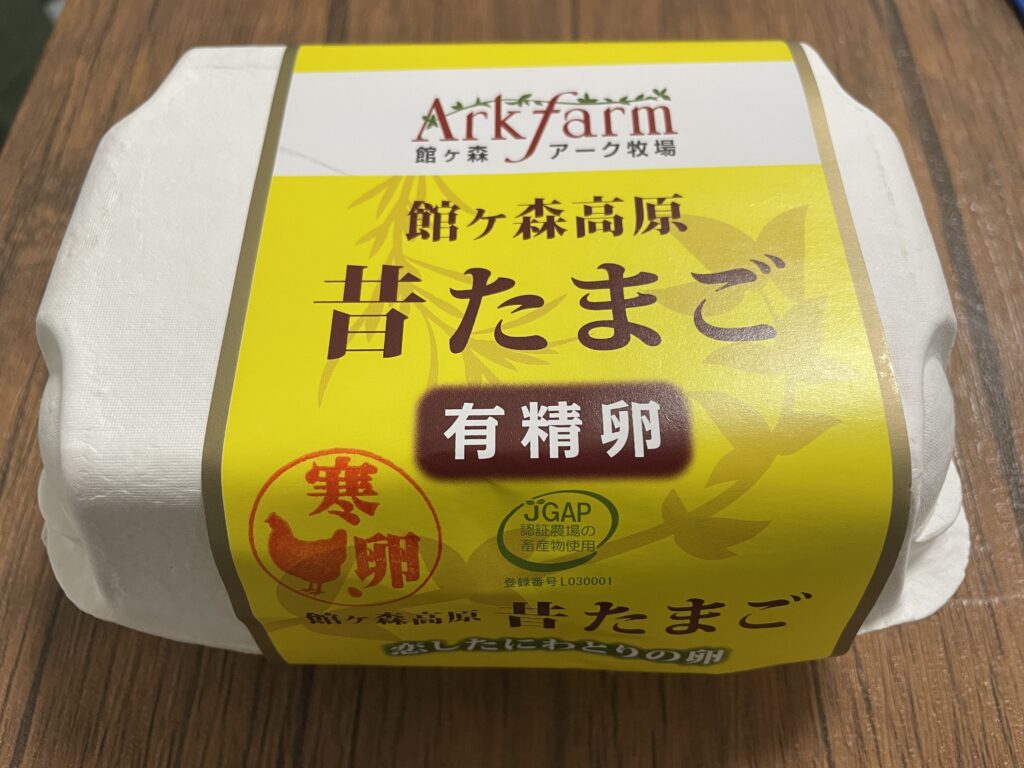 Arkfarm
館ヶ森 アーク牧場
館ヶ森高原
昔たまご
有精卵
寒卵
JGAP
認証農場の
畜産物使用
登録番号 L030001
館ヶ森高原 昔たまご
恋したにわとりの卵